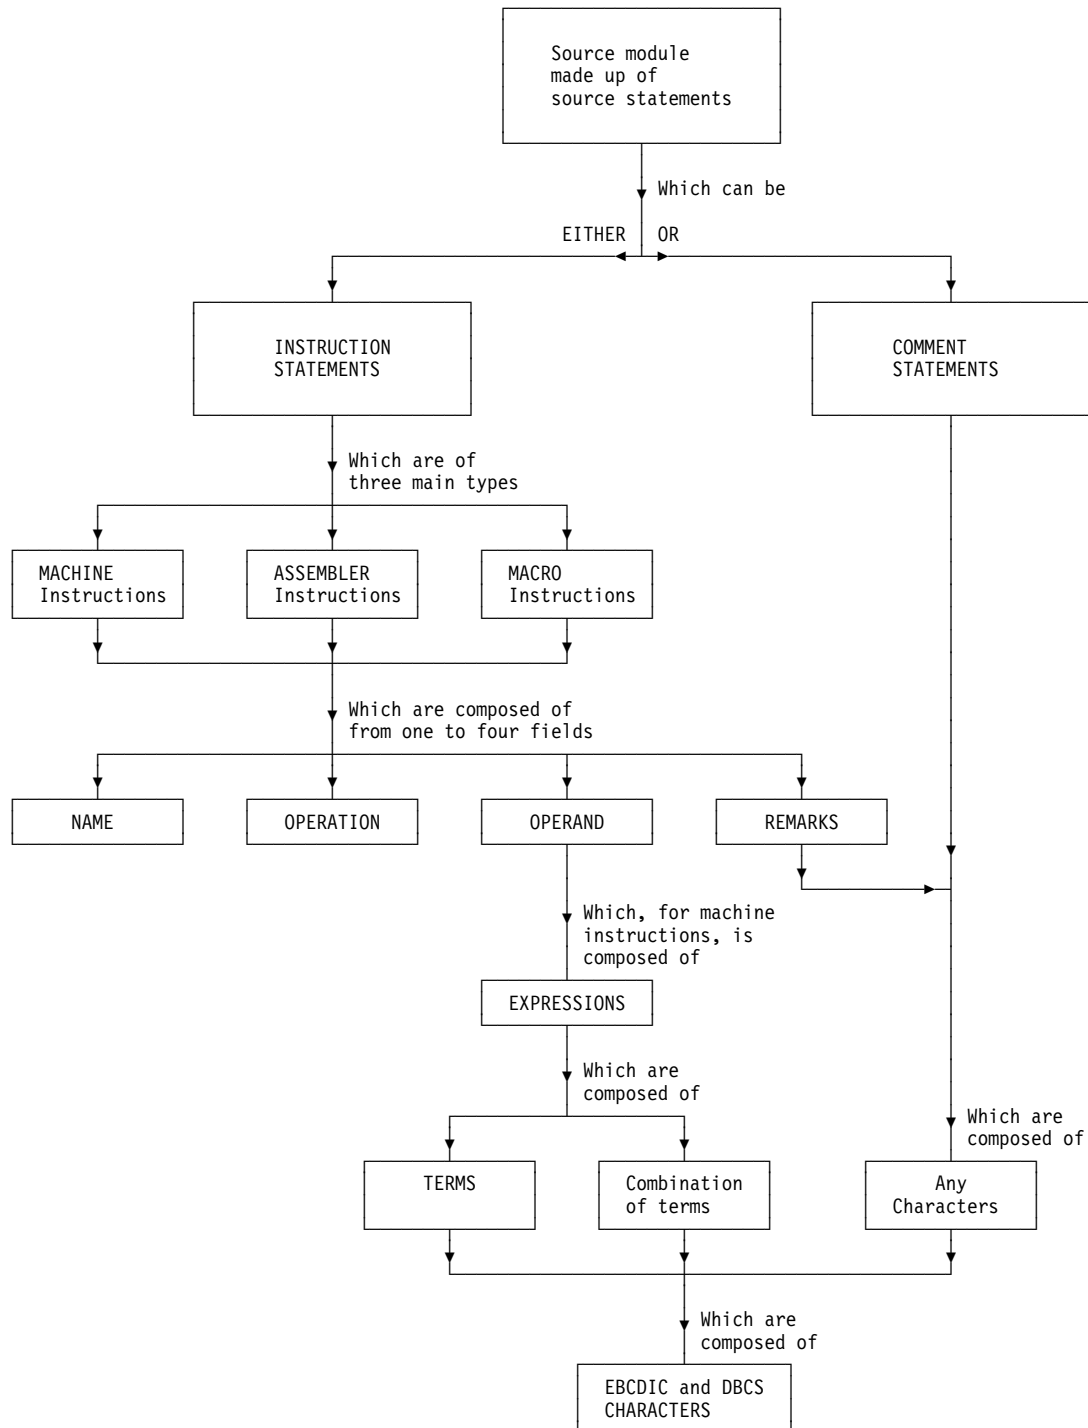 Source module
made up of
source statements
Which can be
EITHER OR
INSTRUCTION
STATEMENTS
COMMENT
STATEMENTS
Which are of
three main types
MACHINE
Instructions
ASSEMBLER
Instructions
MACRO
Instructions
Which are composed of
from one to four fields
NAME
OPERATION
OPERAND
REMARKS
Which, for machine
instructions, is
composed of
EXPRESSIONS
Which are
composed of
Which are
composed of
TERMS
Combination
of terms
Any
Characters
Which are
composed of
EBCDIC and DBCS
CHARACTERS